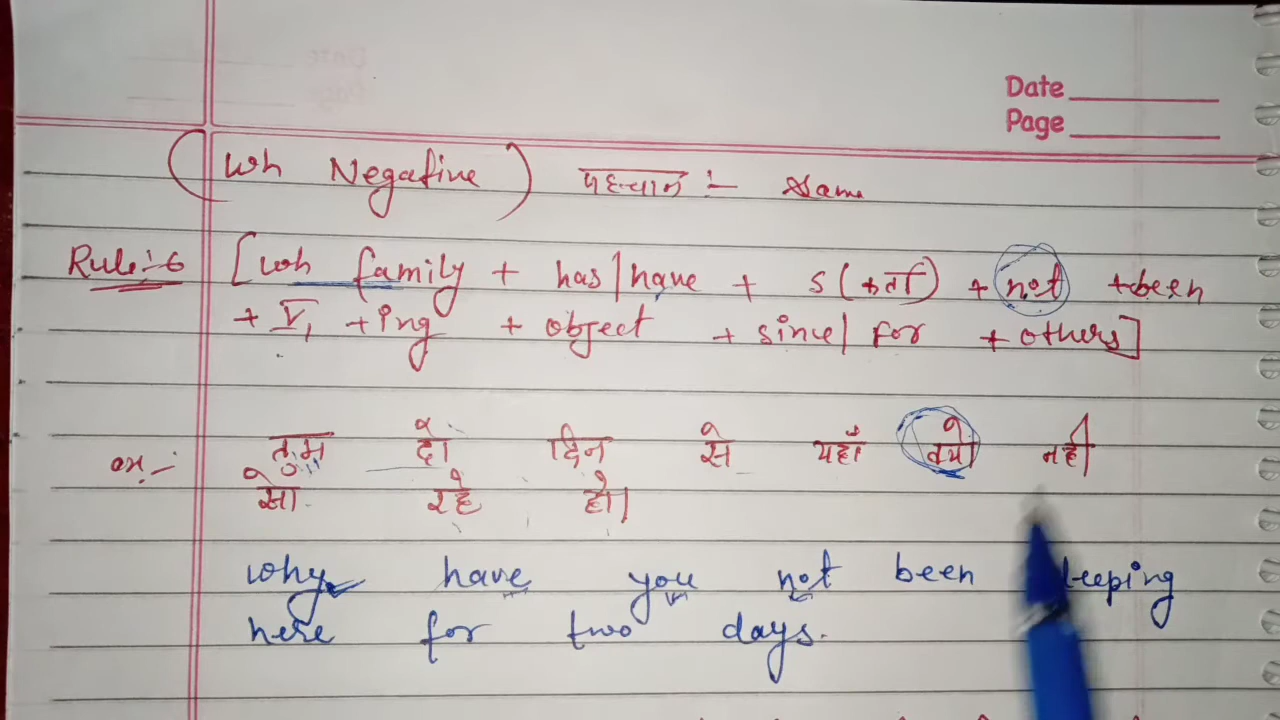 Date
Page
(Wh Negative) पहचान :- Same
Rule:-6 [wh family + has/have + S (कर्ता) + not + been
+ V1 + ing + object + since/for + others]
ex:- तुम दो दिन से यहाँ क्यों नहीं
सो रहे हो।
why have you not been
here for two days.